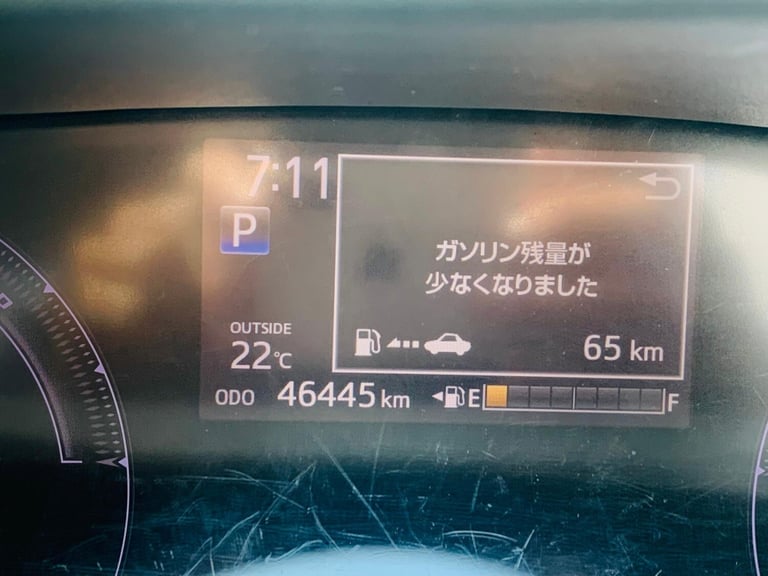 7:11
P
ガソリン残量が
少なくなりました
65 km
OUTSIDE
22℃
ODO 46445 km
E F